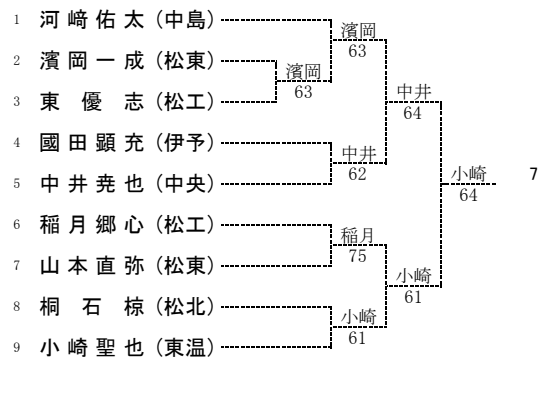 1 河﨑佑太（中島）
濱岡
63
2 濱岡一成（松東）
濱岡
63
3 東優志（松工）
中井
64
4 國田顕充（伊予）
中井
62
5 中井尭也（中央）
小崎
64
7
6 稲月郷心（松工）
稲月
75
7 山本直弥（松東）
小崎
61
8 桐石椋（松北）
小崎
61
9 小崎聖也（東温）